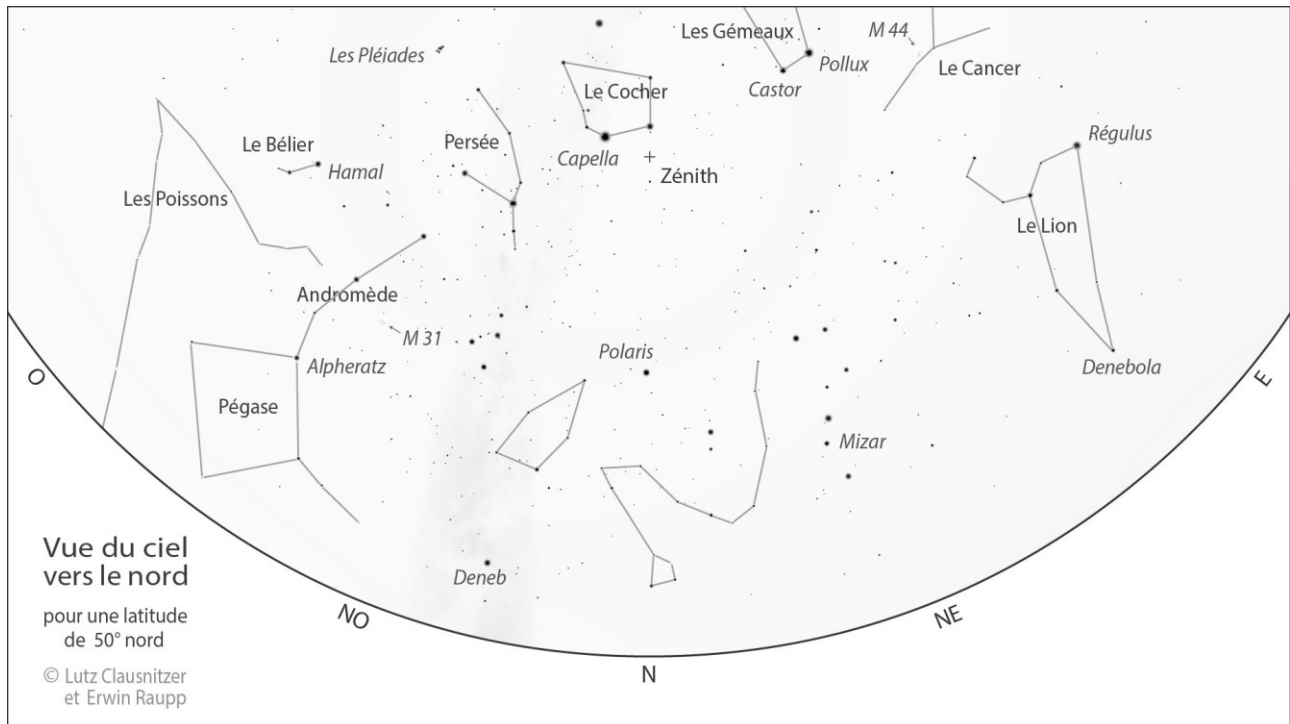 Les Gémeaux
M 44
Les Pléiades
Pollux
Le Cancer
Castor
Le Cocher
Régulus
Le Bélier
Persée
Hamal
Capella
Zénith
Les Poissons
Le Lion
Andromède
M 31
Polaris
Alpheratz
Denebola
O
E
Pégase
Mizar
Vue du ciel
vers le nord
Deneb
pour une latitude
de 50° nord
NO
NE
N
© Lutz Clausnitzer
et Erwin Raupp